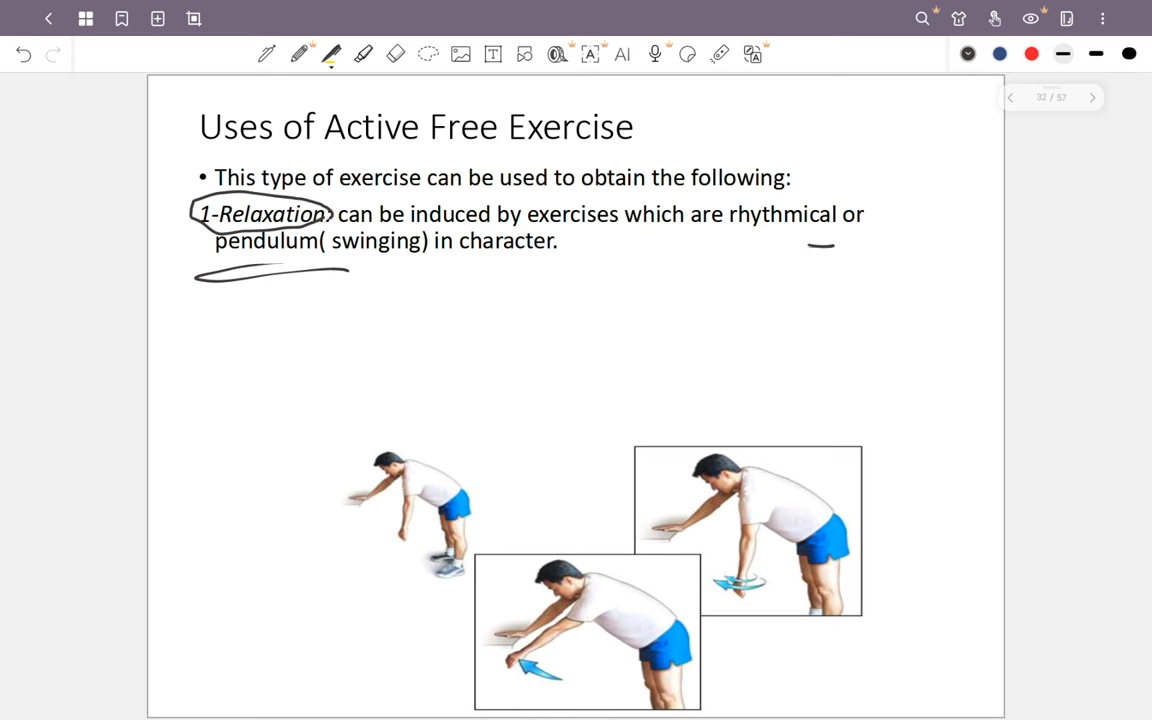 AI
32 / 57
Uses of Active Free Exercise
• This type of exercise can be used to obtain the following:
1-Relaxation: can be induced by exercises which are rhythmical or
pendulum( swinging) in character.